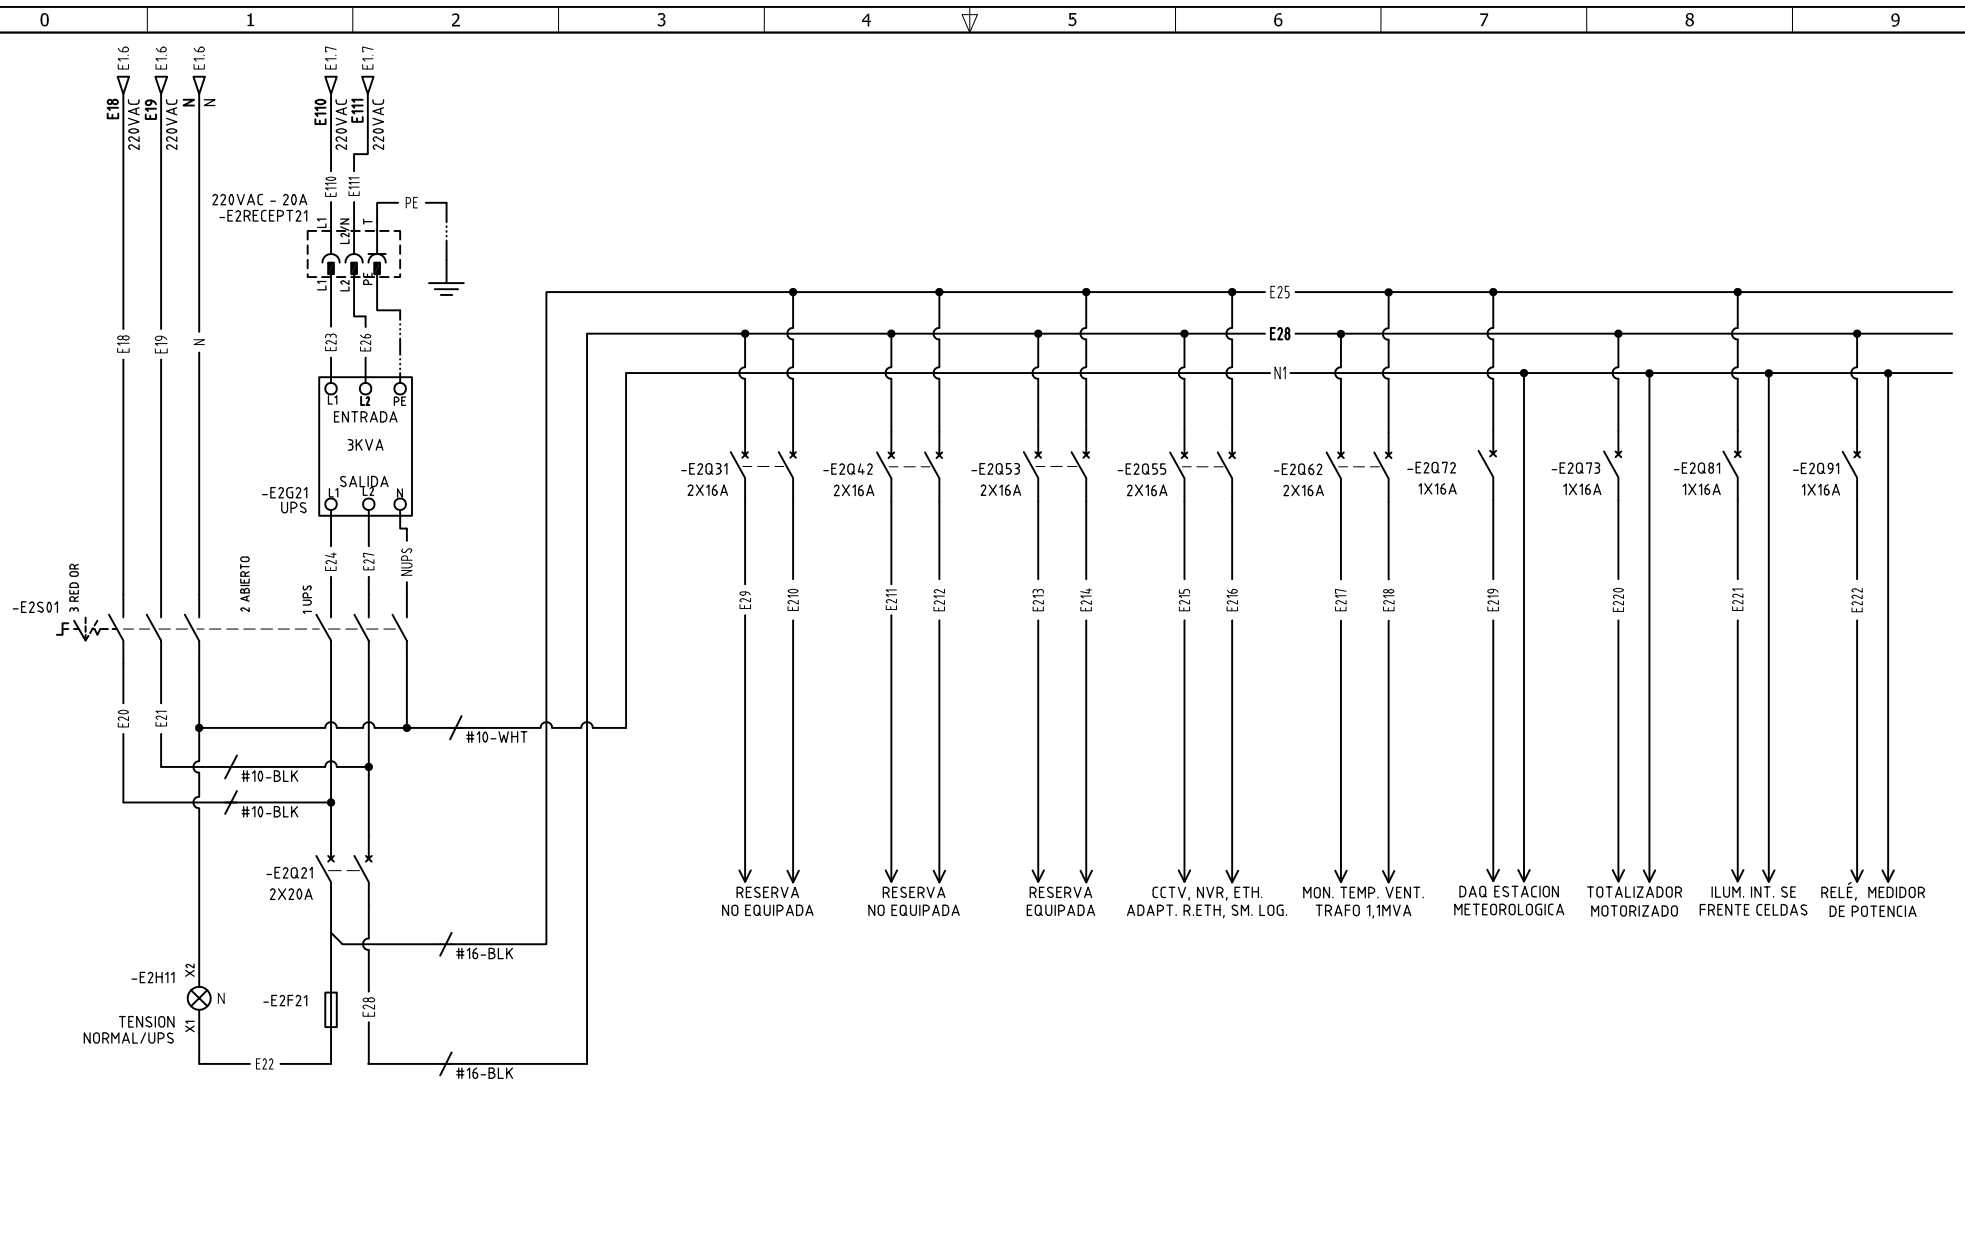 0 1 2 3 4 5 6 7 8 9
E1.6 E1.6 E1.6 E1.7 E1.7
E18 220VAC E19 220VAC N N E110 220VAC E111 220VAC
E110 E111
220VAC - 20A
-E2RECEPT21
L1 L2/N T PE
L1 L2 PE
E18 E19 N E23 E26
L1 L2 PE
ENTRADA
3KVA
SALIDA
L1 L2 N
-E2G21
UPS
E24 E27 NUPS
-E2S01 3 RED OR 2 ABIERTO 1 UPS
E20 E21
#10-WHT
#10-BLK
#10-BLK
-E2Q21
2X20A
#16-BLK
-E2H11 X2
N
X1
TENSION
NORMAL/UPS
-E2F21
E28
E22
#16-BLK
E25
E28
N1
-E2Q31
2X16A
-E2Q42
2X16A
-E2Q53
2X16A
-E2Q55
2X16A
-E2Q62
2X16A
-E2Q72
1X16A
-E2Q73
1X16A
-E2Q81
1X16A
-E2Q91
1X16A
E29 E210 E211 E212 E213 E214 E215 E216 E217 E218 E219 E220 E221 E222
RESERVA
NO EQUIPADA
RESERVA
NO EQUIPADA
RESERVA
EQUIPADA
CCTV, NVR, ETH.
ADAPT. R.ETH, SM. LOG.
MON. TEMP. VENT.
TRAFO 1,1MVA
DAQ ESTACION
METEOROLOGICA
TOTALIZADOR
MOTORIZADO
ILUM. INT. SE
FRENTE CELDAS
RELÉ, MEDIDOR
DE POTENCIA